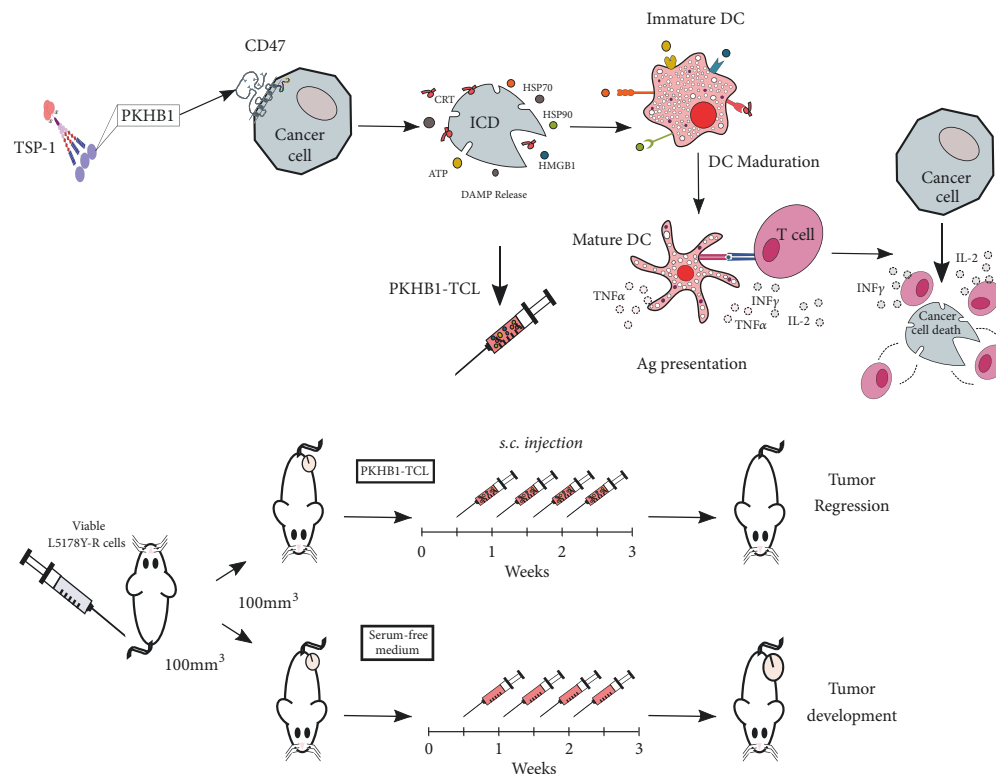 Immature DC
CD47
TSP-1
PKHB1
Cancer
cell
CRT
HSP70
ICD
HSP90
HMGB1
ATP
DAMP Release
DC Maduration
Cancer
cell
Mature DC
T cell
TNFα
INFγ
TNFα
IL-2
Ag presentation
IL-2
INFγ
Cancer
cell death
PKHB1-TCL
Viable
L5178Y-R cells
100mm³
100mm³
PKHB1-TCL
s.c. injection
0 1 2 3
Weeks
Tumor
Regression
Serum-free
medium
0 1 2 3
Weeks
Tumor
development